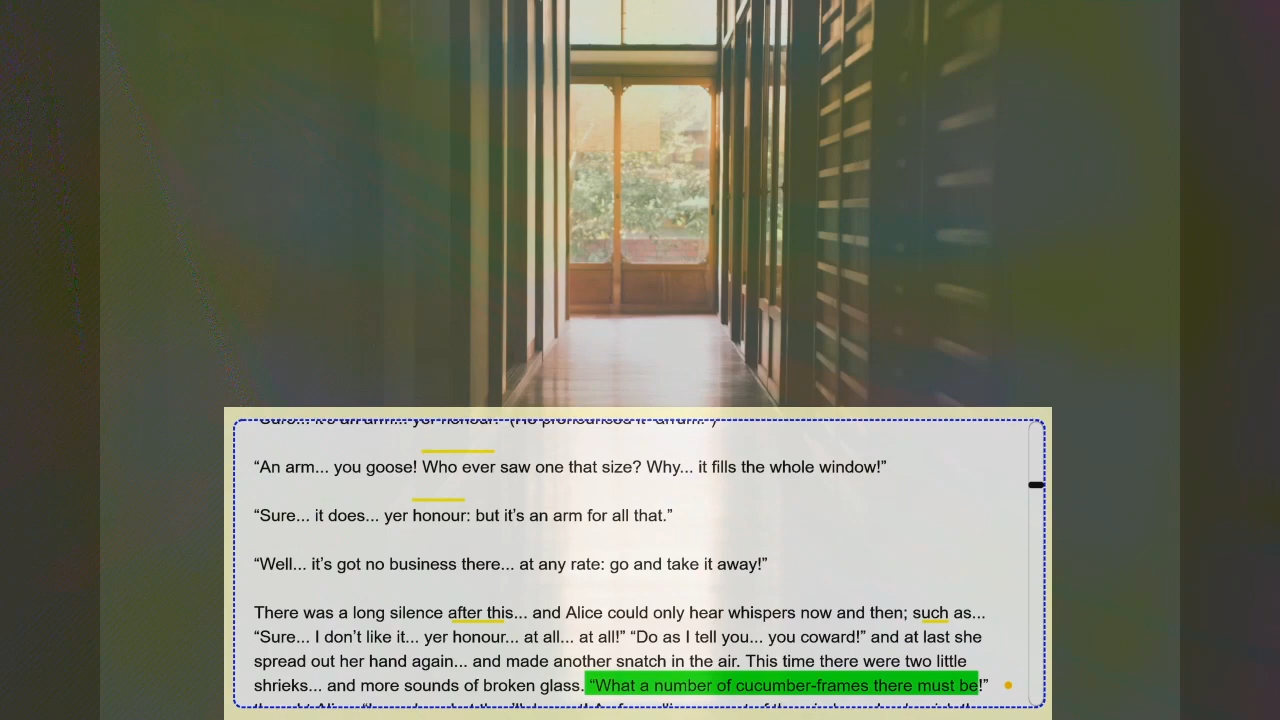 “An arm... you goose! Who ever saw one that size? Why... it fills the whole window!”
“Sure... it does... yer honour: but it’s an arm for all that.”
“Well... it’s got no business there... at any rate: go and take it away!”
There was a long silence after this... and Alice could only hear whispers now and then; such as...
“Sure... I don’t like it... yer honour... at all... at all!” “Do as I tell you... you coward!” and at last she
spread out her hand again... and made another snatch in the air. This time there were two little
shrieks... and more sounds of broken glass. “What a number of cucumber-frames there must be!”